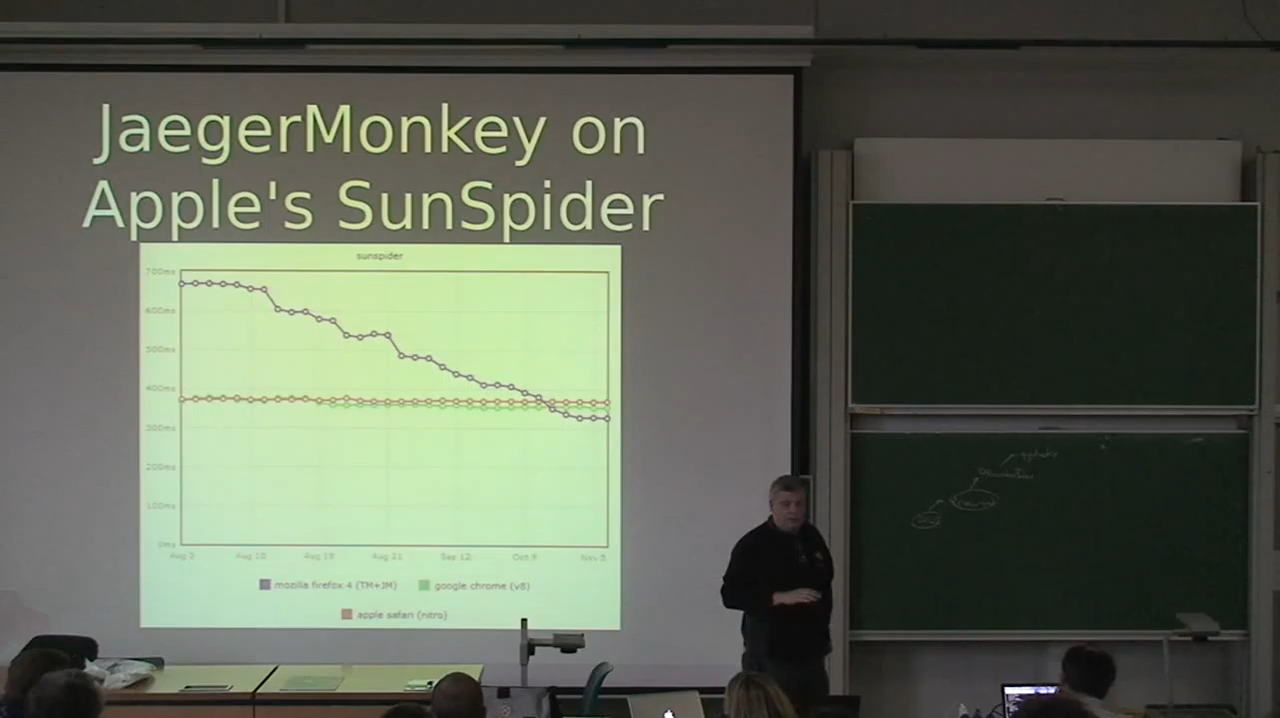 JaegerMonkey on
Apple's SunSpider
sunspider
700ms
600ms
500ms
400ms
300ms
200ms
100ms
0ms
Aug 2 Aug 10 Aug 19 Aug 21 Sep 12 Oct 9 Nov 5
mozilla firefox 4 (TM+JM) google chrome (v8)
apple safari (nitro)